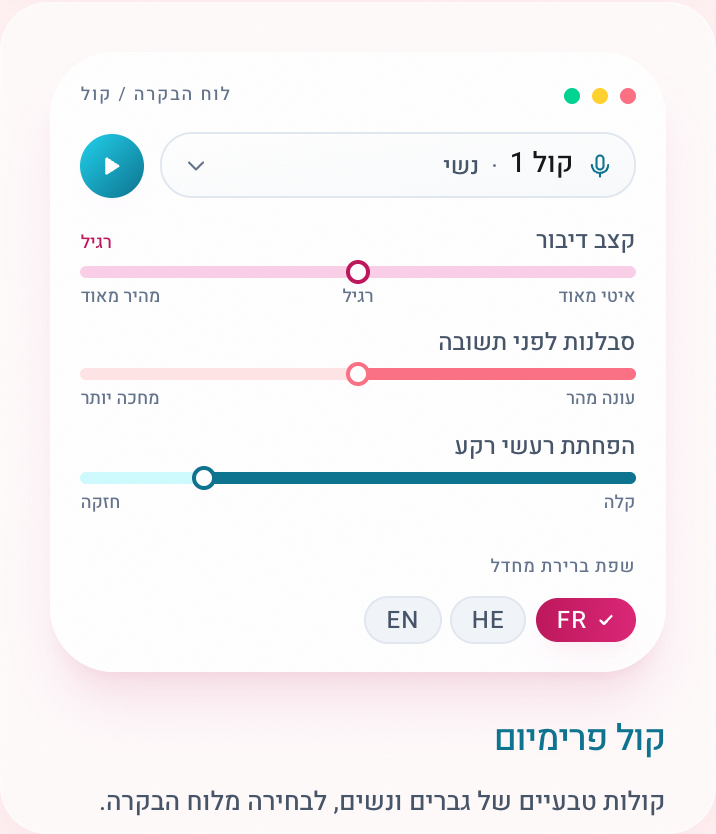 לוח הבקרה / קול
קול 1 · נשי
קצב דיבור רגיל
איטי מאוד רגיל מהיר מאוד
סבלנות לפני תשובה
עונה מהר מחכה יותר
הפחתת רעשי רקע
קלה חזקה
שפת ברירת מחדל
FR HE EN
קול פרימיום
קולות טבעיים של גברים ונשים, לבחירה מלוח הבקרה.